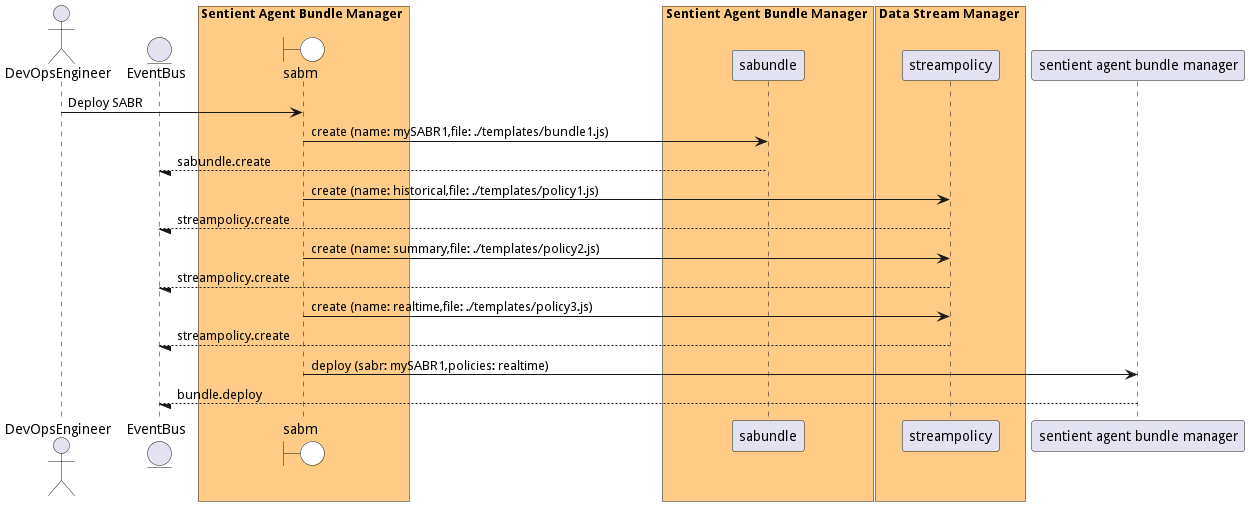 Sentient Agent Bundle Manager
Sentient Agent Bundle Manager
Data Stream Manager
DevOpsEngineer
EventBus
sabm
sabundle
streampolicy
sentient agent bundle manager
Deploy SABR
create (name: mySABR1,file: ./templates/bundle1.js)
sabundle.create
create (name: historical,file: ./templates/policy1.js)
streampolicy.create
create (name: summary,file: ./templates/policy2.js)
streampolicy.create
create (name: realtime,file: ./templates/policy3.js)
streampolicy.create
deploy (sabr: mySABR1,policies: realtime)
bundle.deploy
DevOpsEngineer
EventBus
sabm
sabundle
streampolicy
sentient agent bundle manager